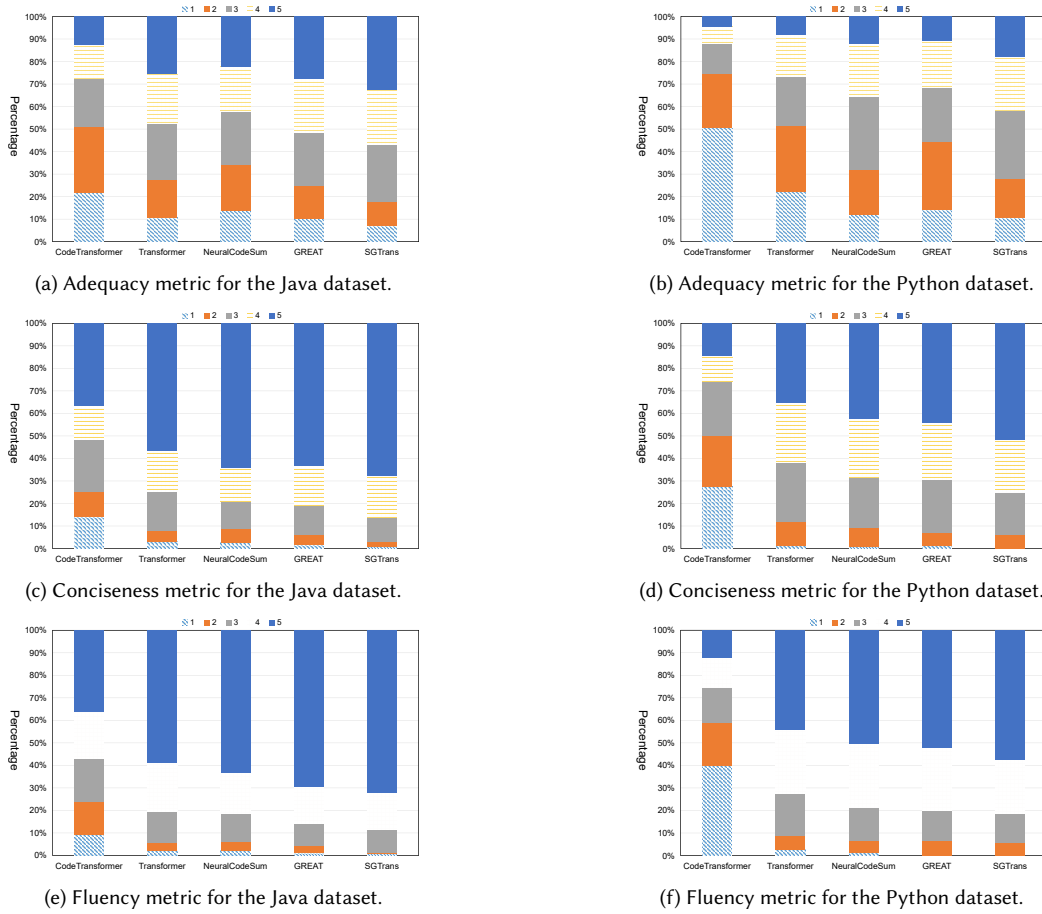 1 2 3 4 5
100%
90%
80%
70%
60%
50%
40%
30%
20%
10%
0%
Percentage
CodeTransformer Transformer NeuralCodeSum GREAT SGTrans
(a) Adequacy metric for the Java dataset.
1 2 3 4 5
100%
90%
80%
70%
60%
50%
40%
30%
20%
10%
0%
Percentage
CodeTransformer Transformer NeuralCodeSum GREAT SGTrans
(b) Adequacy metric for the Python dataset.
1 2 3 4 5
100%
90%
80%
70%
60%
50%
40%
30%
20%
10%
0%
Percentage
CodeTransformer Transformer NeuralCodeSum GREAT SGTrans
(c) Conciseness metric for the Java dataset.
1 2 3 4 5
100%
90%
80%
70%
60%
50%
40%
30%
20%
10%
0%
Percentage
CodeTransformer Transformer NeuralCodeSum GREAT SGTrans
(d) Conciseness metric for the Python dataset.
1 2 3 4 5
100%
90%
80%
70%
60%
50%
40%
30%
20%
10%
0%
Percentage
CodeTransformer Transformer NeuralCodeSum GREAT SGTrans
(e) Fluency metric for the Java dataset.
1 2 3 4 5
100%
90%
80%
70%
60%
50%
40%
30%
20%
10%
0%
Percentage
CodeTransformer Transformer NeuralCodeSum GREAT SGTrans
(f) Fluency metric for the Python dataset.